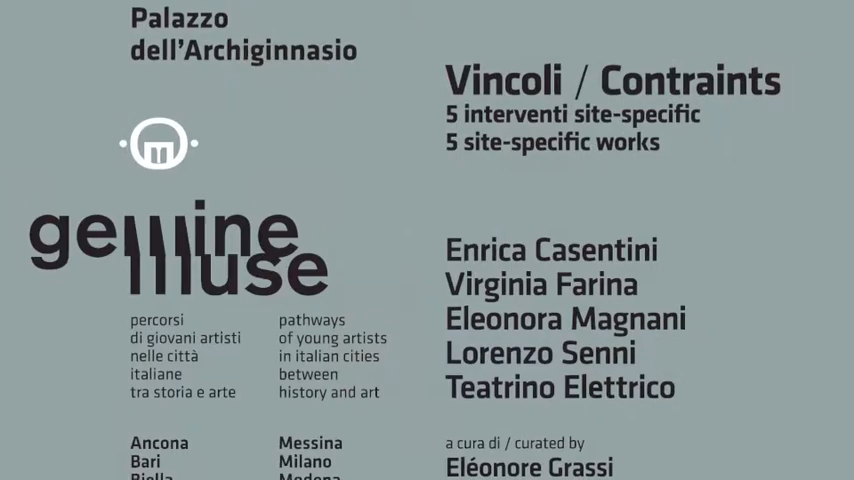 Palazzo
dell'Archiginnasio
gemine
muse
percorsi
di giovani artisti
nelle città
italiane
tra storia e arte
pathways
of young artists
in italian cities
between
history and art
Ancona
Bari
Biella
Messina
Milano
Modena
Vincoli / Contraints
5 interventi site-specific
5 site-specific works
Enrica Casentini
Virginia Farina
Eleonora Magnani
Lorenzo Senni
Teatrino Elettrico
a cura di / curated by
Eléonore Grassi